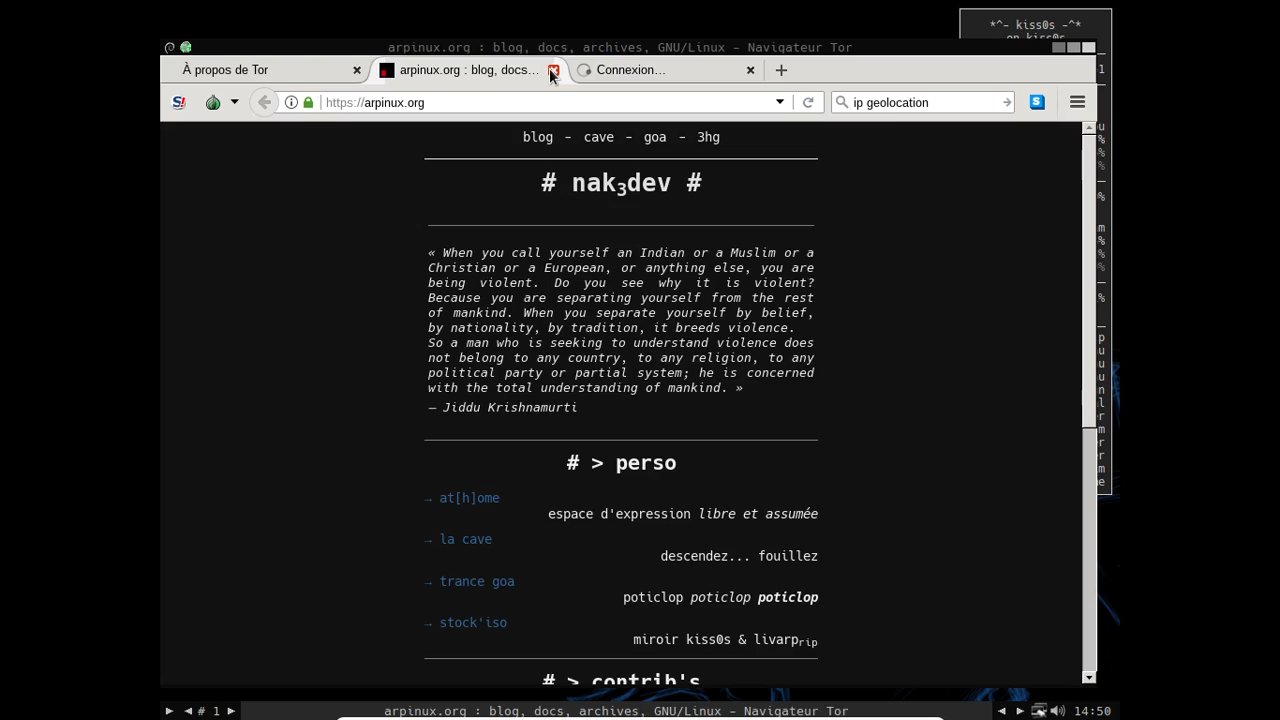 *^- kiss0s -^*
on kiss0s
arpinux.org : blog, docs, archives, GNU/Linux - Navigateur Tor
À propos de Tor
arpinux.org : blog, docs...
Connexion...
https://arpinux.org
ip geolocation
blog - cave - goa - 3hg
# nak3dev #
« When you call yourself an Indian or a Muslim or a
Christian or a European, or anything else, you are
being violent. Do you see why it is violent?
Because you are separating yourself from the rest
of mankind. When you separate yourself by belief,
by nationality, by tradition, it breeds violence.
So a man who is seeking to understand violence does
not belong to any country, to any religion, to any
political party or partial system; he is concerned
with the total understanding of mankind. »
— Jiddu Krishnamurti
# > perso
→ at[h]ome
espace d'expression libre et assumée
→ la cave
descendez... fouillez
→ trance goa
poticlop poticlop poticlop
→ stock'iso
miroir kiss0s & livarprip
# > contrib's
# 1
arpinux.org : blog, docs, archives, GNU/Linux - Navigateur Tor
14:50